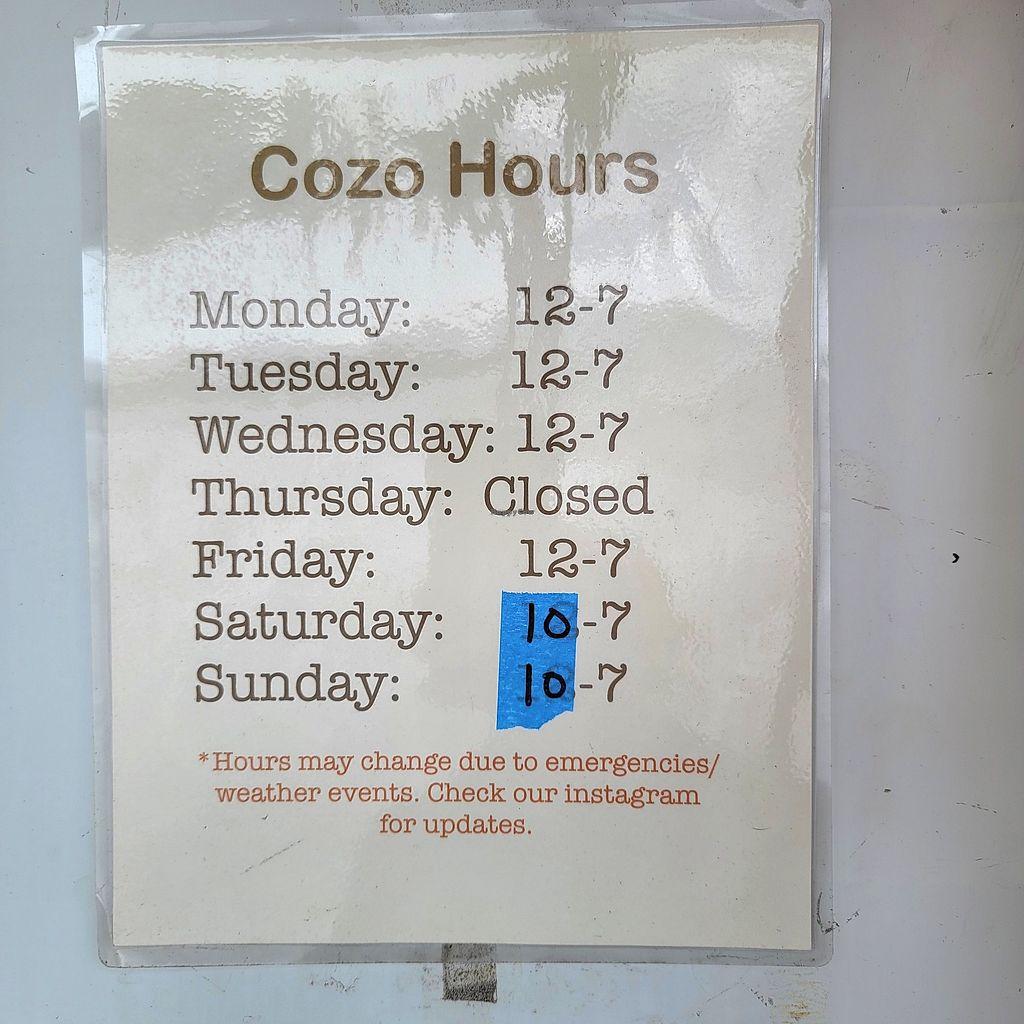 Cozo Hours
Monday: 12-7
Tuesday: 12-7
Wednesday: 12-7
Thursday: Closed
Friday: 12-7
Saturday: 10-7
Sunday: 10-7
*Hours may change due to emergencies/
weather events. Check our instagram
for updates.